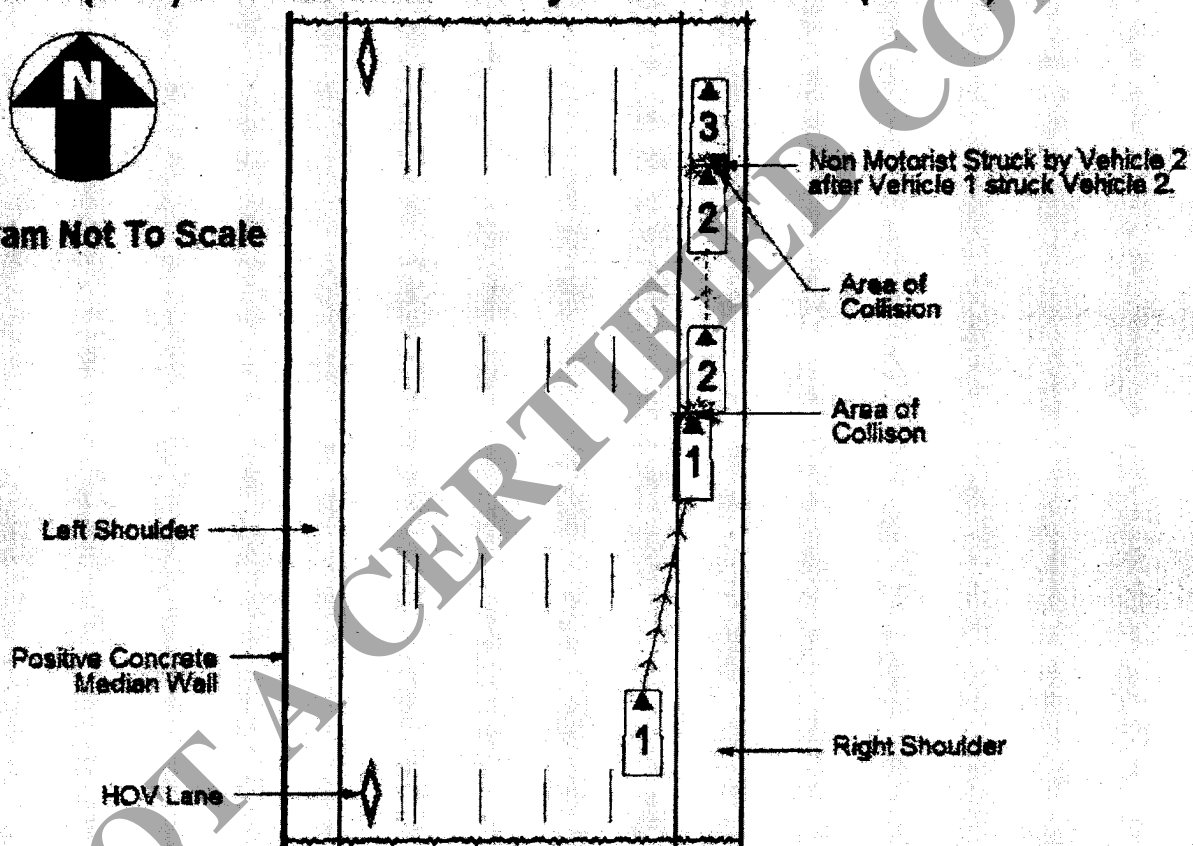 N
am Not To Scale
3
Non Motorist Struck by Vehicle 2
after Vehicle 1 struck Vehicle 2.
2
Area of
Collision
2
Area of
Collison
1
Left Shoulder
Positive Concrete
Median Wall
1
Right Shoulder
HOV Lane
NOT A CERTIFIED COP